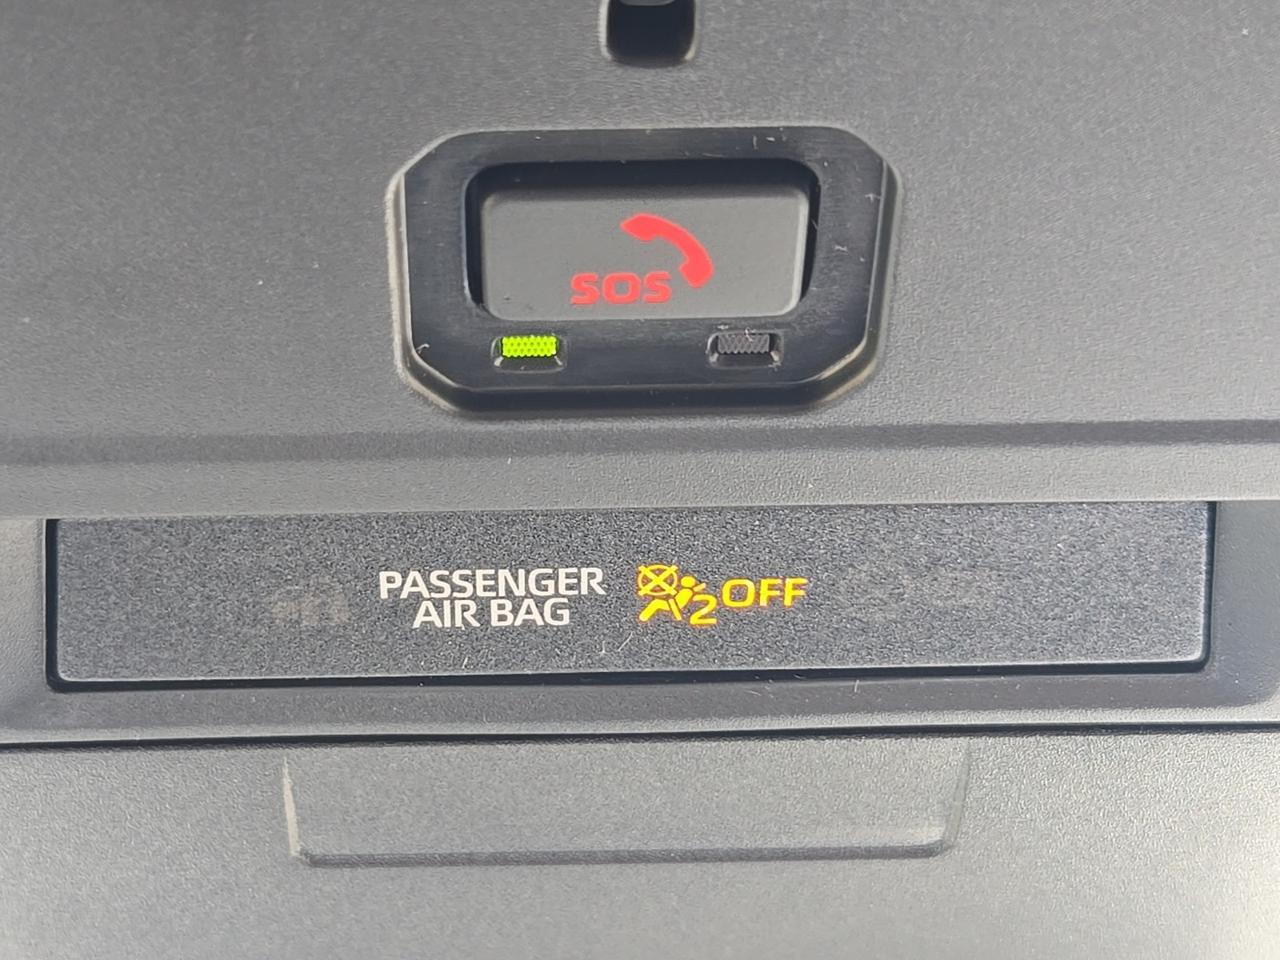 SOS
PASSENGER
AIR BAG
2 OFF